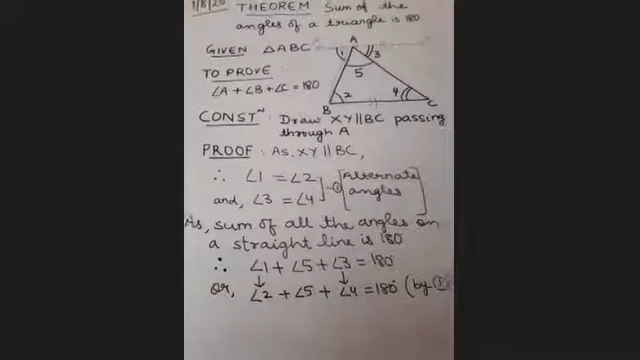 1/8/20 THEOREM Sum of the
angles of a triangle is 180
GIVEN △ABC
A
1 3
5
TO PROVE:
∠A + ∠B + ∠C = 180
2 4
B C
CONSTⁿ: Draw XY || BC passing
through A
PROOF: As, XY || BC,
∴ ∠1 = ∠2
and, ∠3 = ∠4 ] - ① [Alternate angles]
As, sum of all the angles on
a straight line is 180°
∴ ∠1 + ∠5 + ∠3 = 180°
or, ∠2 + ∠5 + ∠4 = 180° (by ①